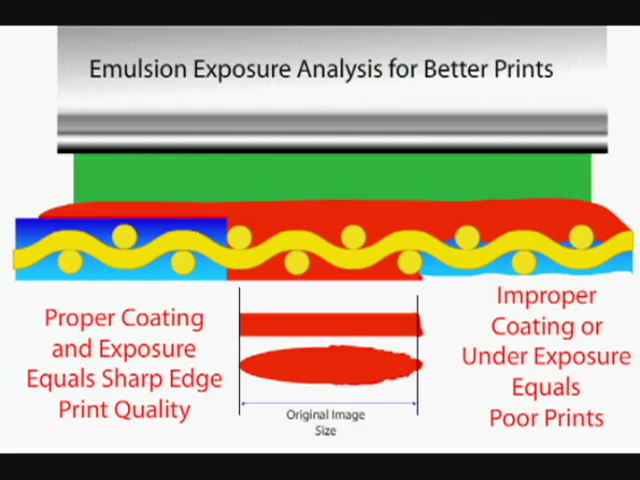 Emulsion Exposure Analysis for Better Prints
Proper Coating
and Exposure
Equals Sharp Edge
Print Quality
Original Image
Size
Improper
Coating or
Under Exposure
Equals
Poor Prints